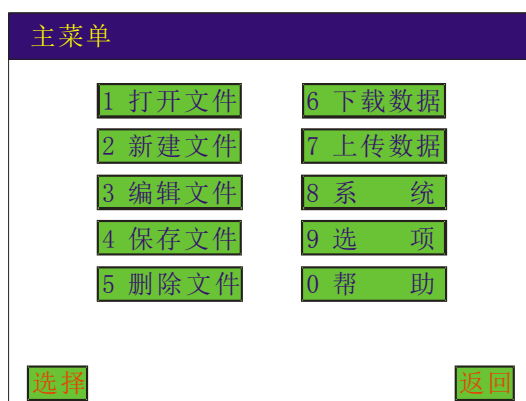 主菜单
1 打开文件
6 下载数据
2 新建文件
7 上传数据
3 编辑文件
8 系 统
4 保存文件
9 选 项
5 删除文件
0 帮 助
选择
返回